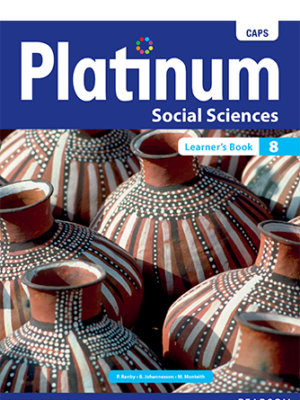 CAPS
Platinum
Social Sciences
Learner's Book 8
P. Ranby • B. Johannesson • M. Monteith
PEARSON